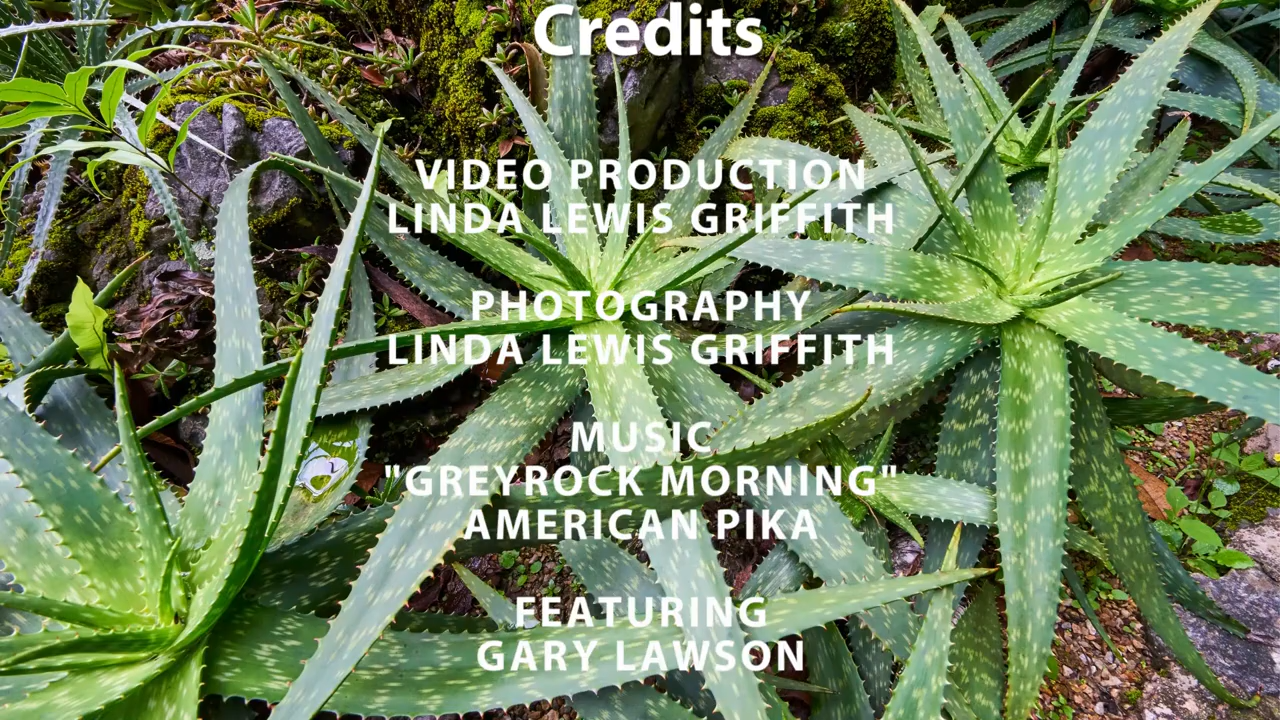 Credits
VIDEO PRODUCTION
LINDA LEWIS GRIFFITH
PHOTOGRAPHY
LINDA LEWIS GRIFFITH
MUSIC
"GREYROCK MORNING"
AMERICAN PIKA
FEATURING
GARY LAWSON